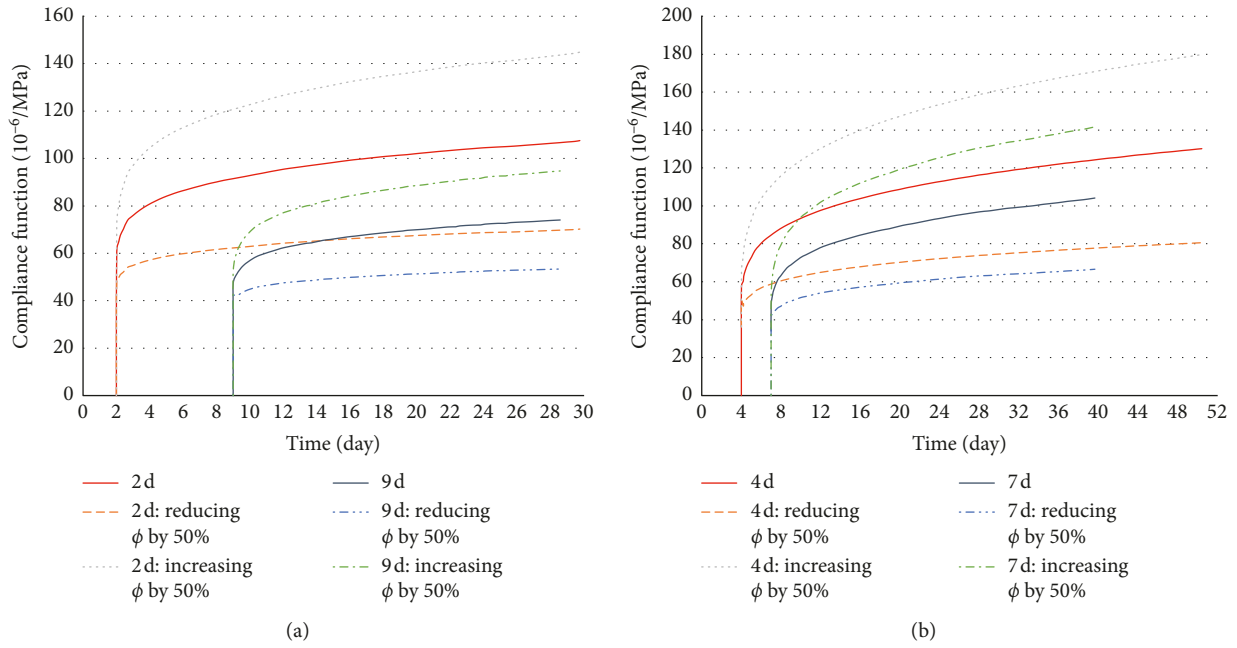 160
140
120
100
80
60
40
20
0
Compliance function (10⁻⁶/MPa)
0 2 4 6 8 10 12 14 16 18 20 22 24 26 28 30
Time (day)
2 d
2 d: reducing
ϕ by 50%
2 d: increasing
ϕ by 50%
9 d
9 d: reducing
ϕ by 50%
9 d: increasing
ϕ by 50%
(a)
200
180
160
140
120
100
80
60
40
20
0
Compliance function (10⁻⁶/MPa)
0 4 8 12 16 20 24 28 32 36 40 44 48 52
Time (day)
4 d
4 d: reducing
ϕ by 50%
4 d: increasing
ϕ by 50%
7 d
7 d: reducing
ϕ by 50%
7 d: increasing
ϕ by 50%
(b)